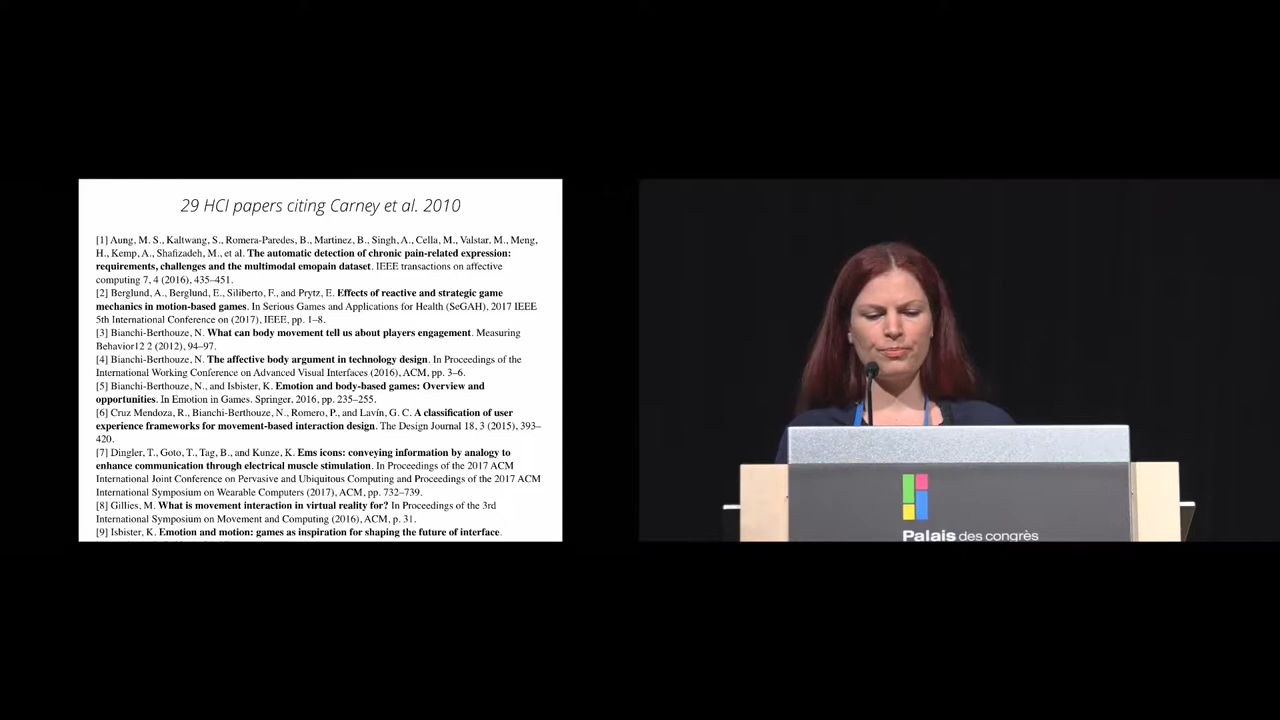 29 HCI papers citing Carney et al. 2010
[1] Aung, M. S., Kaltwang, S., Romera-Paredes, B., Martinez, B., Singh, A., Cella, M., Valstar, M., Meng,
H., Kemp, A., Shafizadeh, M., et al. The automatic detection of chronic pain-related expression:
requirements, challenges and the multimodal emopain dataset. IEEE transactions on affective
computing 7, 4 (2016), 435–451.
[2] Berglund, A., Berglund, E., Siliberto, F., and Prytz, E. Effects of reactive and strategic game
mechanics in motion-based games. In Serious Games and Applications for Health (SeGAH), 2017 IEEE
5th International Conference on (2017), IEEE, pp. 1–8.
[3] Bianchi-Berthouze, N. What can body movement tell us about players engagement. Measuring
Behavior12 2 (2012), 94–97.
[4] Bianchi-Berthouze, N. The affective body argument in technology design. In Proceedings of the
International Working Conference on Advanced Visual Interfaces (2016), ACM, pp. 3–6.
[5] Bianchi-Berthouze, N., and Isbister, K. Emotion and body-based games: Overview and
opportunities. In Emotion in Games. Springer, 2016, pp. 235–255.
[6] Cruz Mendoza, R., Bianchi-Berthouze, N., Romero, P., and Lavín, G. C. A classification of user
experience frameworks for movement-based interaction design. The Design Journal 18, 3 (2015), 393–
420.
[7] Dingler, T., Goto, T., Tag, B., and Kunze, K. Ems icons: conveying information by analogy to
enhance communication through electrical muscle stimulation. In Proceedings of the 2017 ACM
International Joint Conference on Pervasive and Ubiquitous Computing and Proceedings of the 2017 ACM
International Symposium on Wearable Computers (2017), ACM, pp. 732–739.
[8] Gillies, M. What is movement interaction in virtual reality for? In Proceedings of the 3rd
International Symposium on Movement and Computing (2016), ACM, p. 31.
[9] Isbister, K. Emotion and motion: games as inspiration for shaping the future of interface.
Palais des congrès